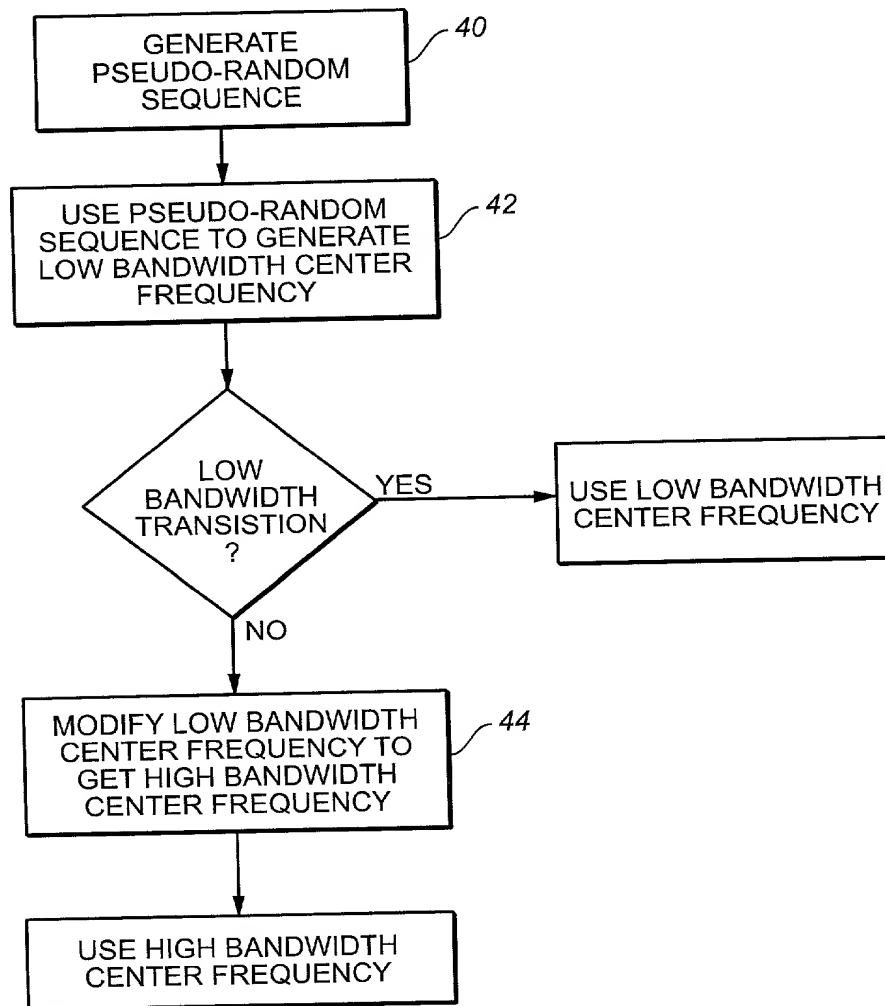 GENERATE
PSEUDO-RANDOM
SEQUENCE
40
USE PSEUDO-RANDOM
SEQUENCE TO GENERATE
LOW BANDWIDTH CENTER
FREQUENCY
42
LOW
BANDWIDTH
TRANSISTION
?
YES
USE LOW BANDWIDTH
CENTER FREQUENCY
NO
MODIFY LOW BANDWIDTH
CENTER FREQUENCY TO
GET HIGH BANDWIDTH
CENTER FREQUENCY
44
USE HIGH BANDWIDTH
CENTER FREQUENCY